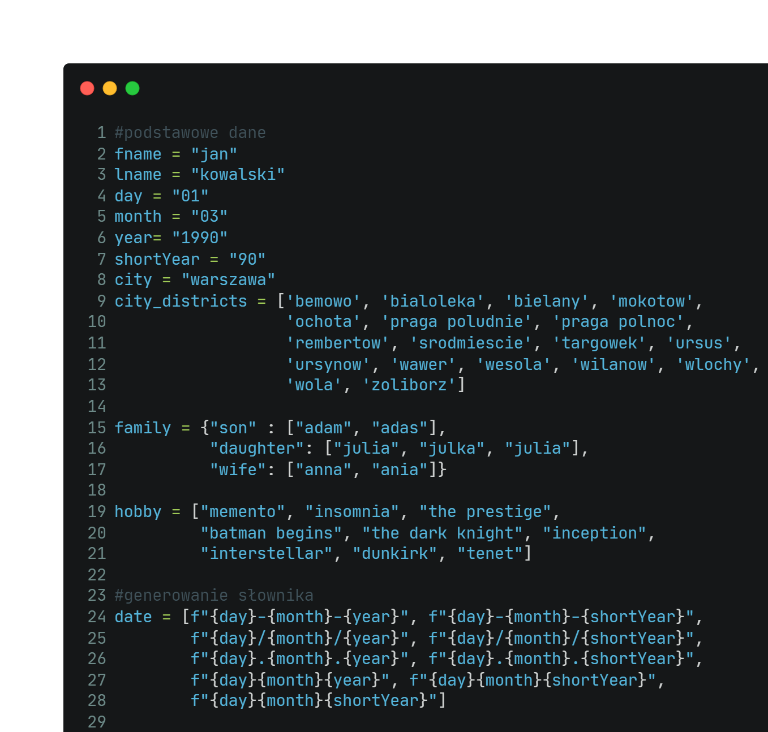 1 #podstawowe dane
2 fname = "jan"
3 lname = "kowalski"
4 day = "01"
5 month = "03"
6 year= "1990"
7 shortYear = "90"
8 city = "warszawa"
9 city_districts = ['bemowo', 'bialoleka', 'bielany', 'mokotow',
10                   'ochota', 'praga poludnie', 'praga polnoc',
11                   'rembertow', 'srodmiescie', 'targowek', 'ursus',
12                   'ursynow', 'wawer', 'wesola', 'wilanow', 'wlochy',
13                   'wola', 'zoliborz']
14
15 family = {"son" : ["adam", "adas"],
16           "daughter": ["julia", "julka", "julia"],
17           "wife": ["anna", "ania"]}
18
19 hobby = ["memento", "insomnia", "the prestige",
20          "batman begins", "the dark knight", "inception",
21          "interstellar", "dunkirk", "tenet"]
22
23 #generowanie słownika
24 date = [f"{day}-{month}-{year}", f"{day}-{month}-{shortYear}",
25         f"{day}/{month}/{year}", f"{day}/{month}/{shortYear}",
26         f"{day}.{month}.{year}", f"{day}.{month}.{shortYear}",
27         f"{day}{month}{year}", f"{day}{month}{shortYear}",
28         f"{day}{month}{shortYear}"]
29